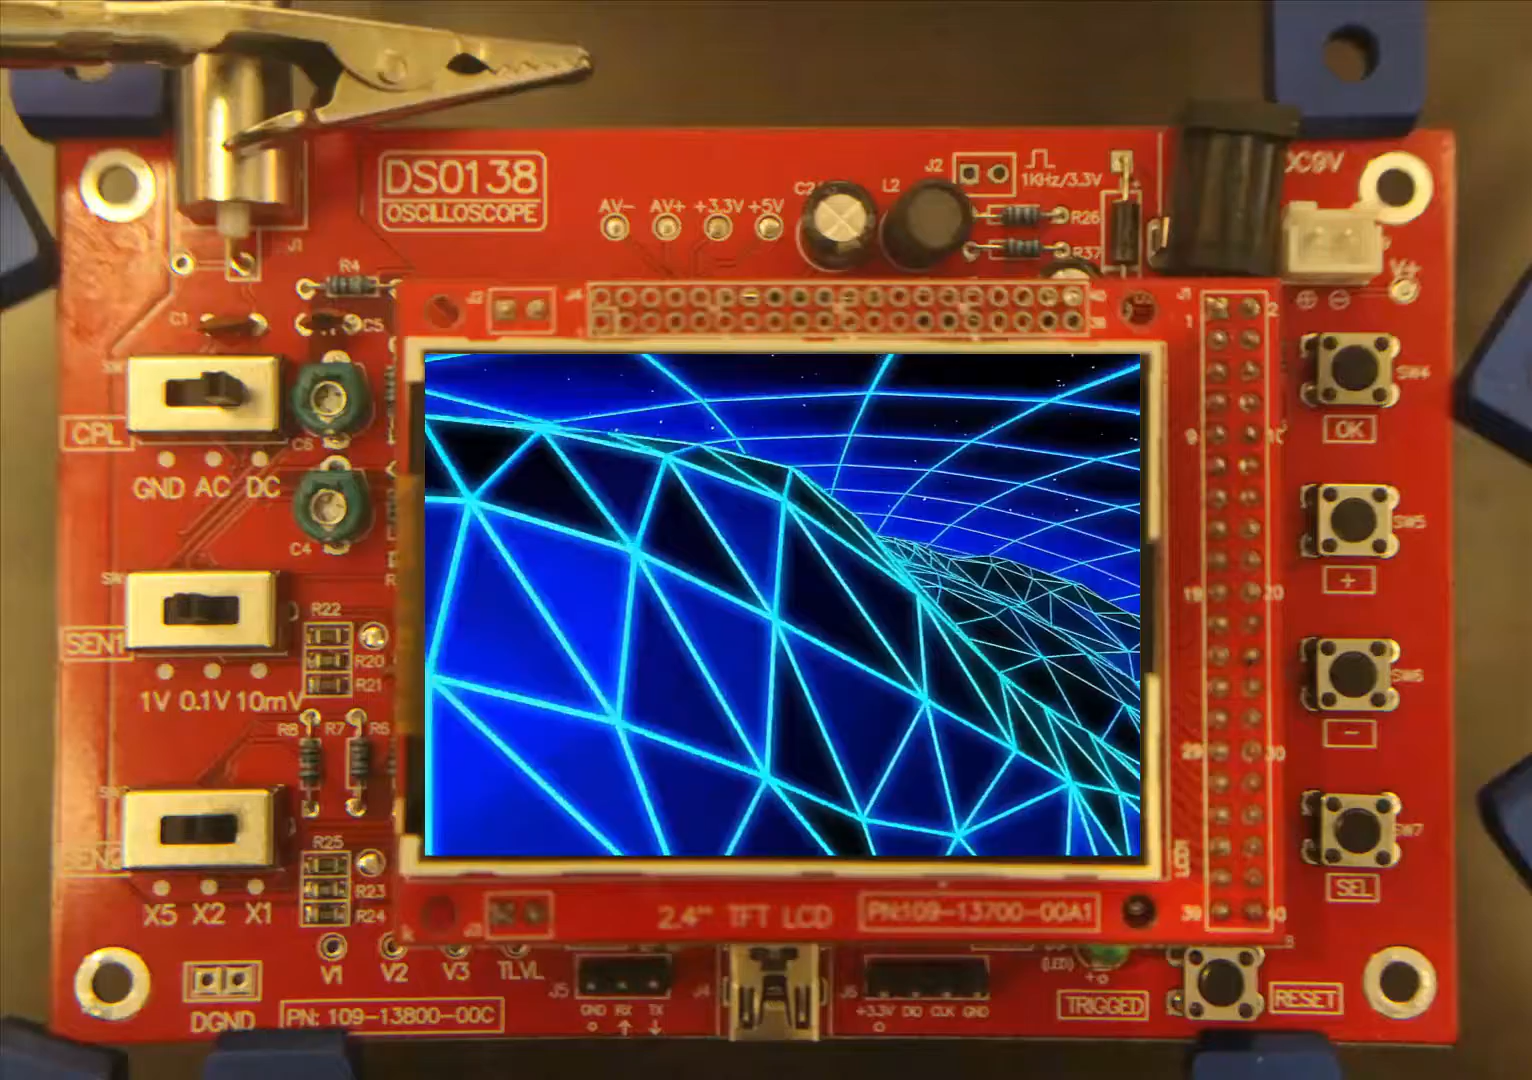 DSO138
OSCILLOSCOPE
J1
AV-
AV+
+3.3V
+5V
L2
J2
1KHz/3.3V
R26
R37
DC9V
V+
R4
C1
C5
J2
J1
2
1
CPL
C6
GND AC DC
C4
SW4
OK
9
SW5
+
19
20
SEN1
R22
R20
R21
1V 0.1V 10mV
R8
R7
R6
SW6
-
29
30
SW7
SEL
SEN2
R25
R23
R24
X5 X2 X1
39
40
2.4" TFT LCD
PN:109-13700-00A1
V1
V2
V3
TLVL
DGND
PN: 109-13800-00C
J5
GND RX TX
J4
J6
+3.3V DIO CLK GND
(LED)
TRIGGED
RESET